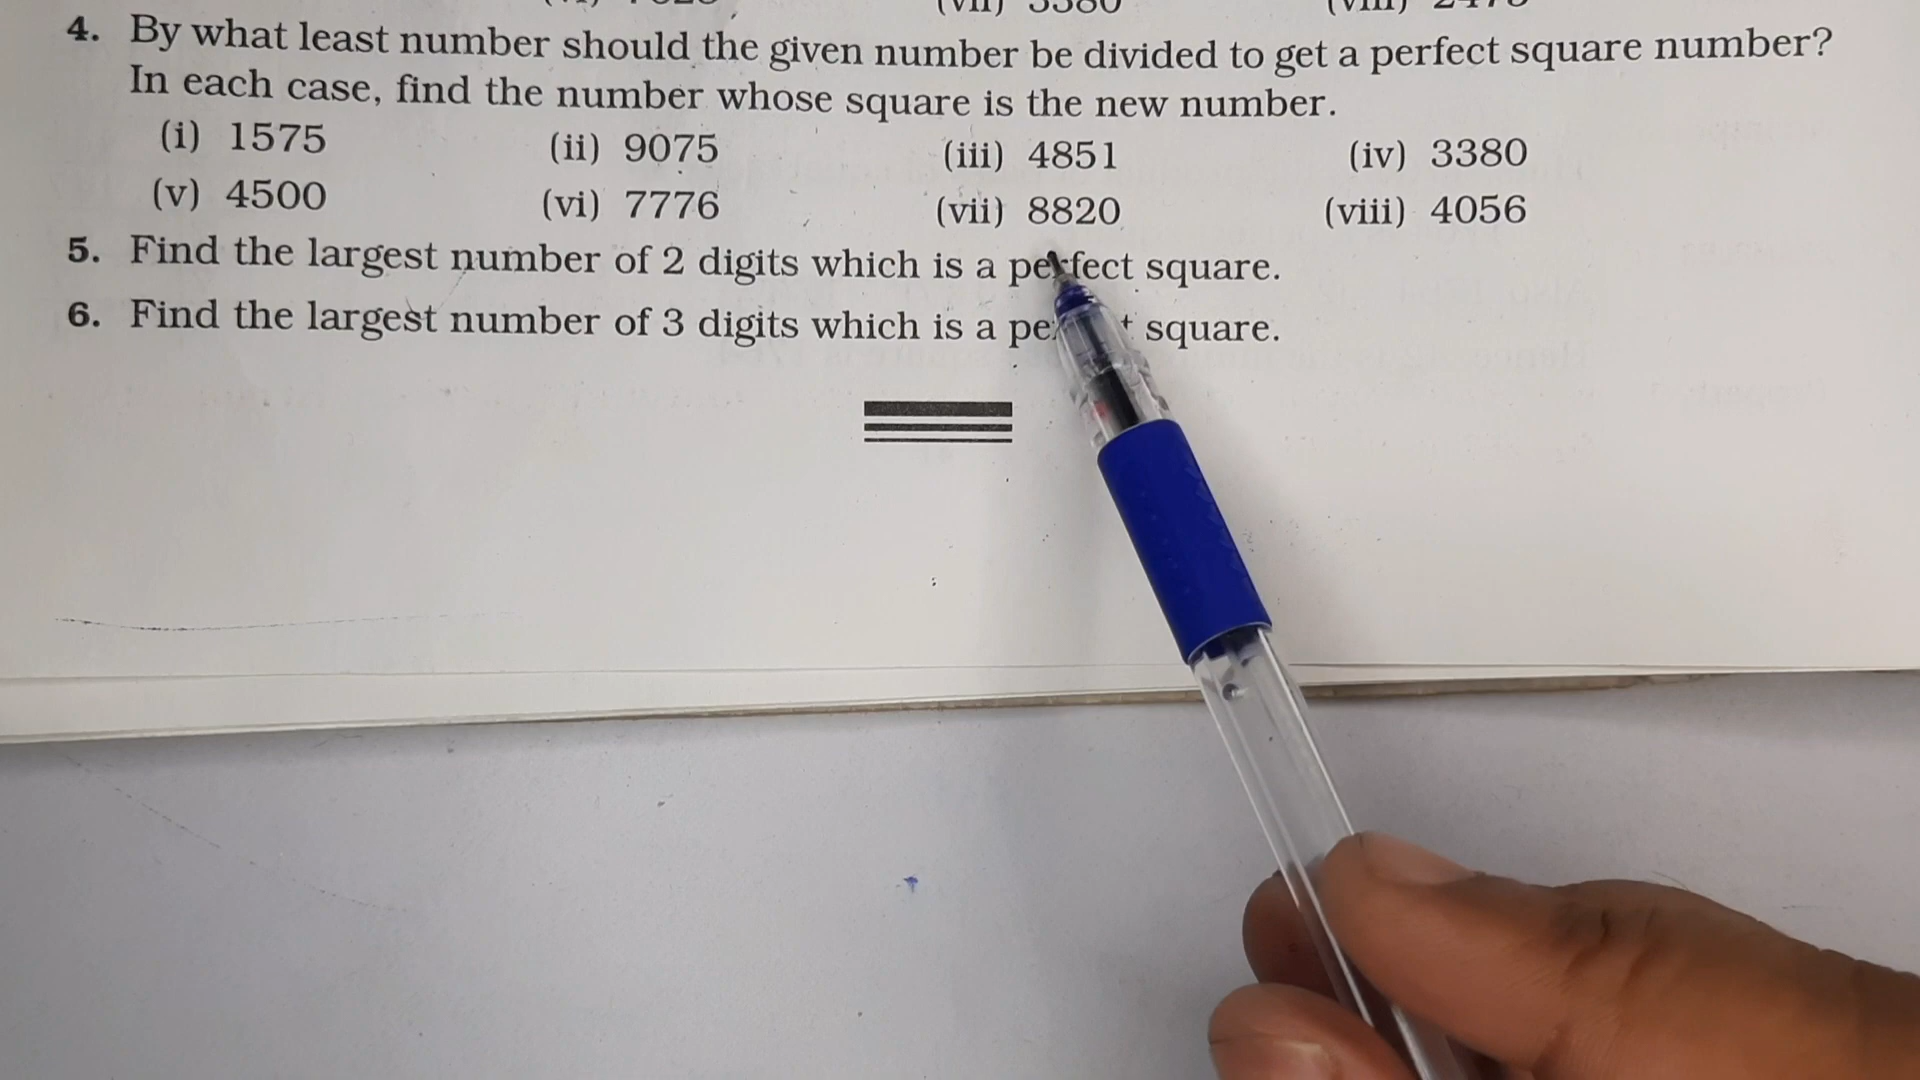 4. By what least number should the given number be divided to get a perfect square number?
In each case, find the number whose square is the new number.
(i) 1575 (ii) 9075 (iii) 4851 (iv) 3380
(v) 4500 (vi) 7776 (vii) 8820 (viii) 4056
5. Find the largest number of 2 digits which is a perfect square.
6. Find the largest number of 3 digits which is a square.